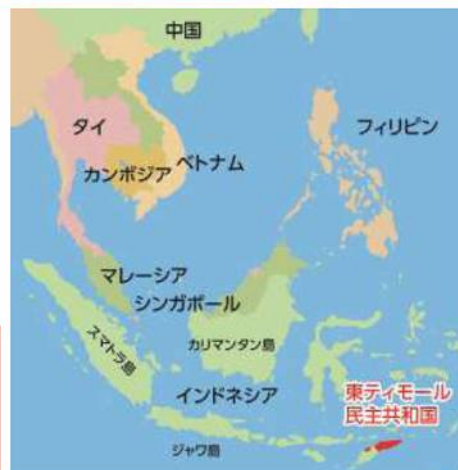 中国
タイ
フィリピン
カンボジア
ベトナム
マレーシア
シンガポール
スマトラ島
カリマンタン島
インドネシア
東ティモール
民主共和国
ジャワ島